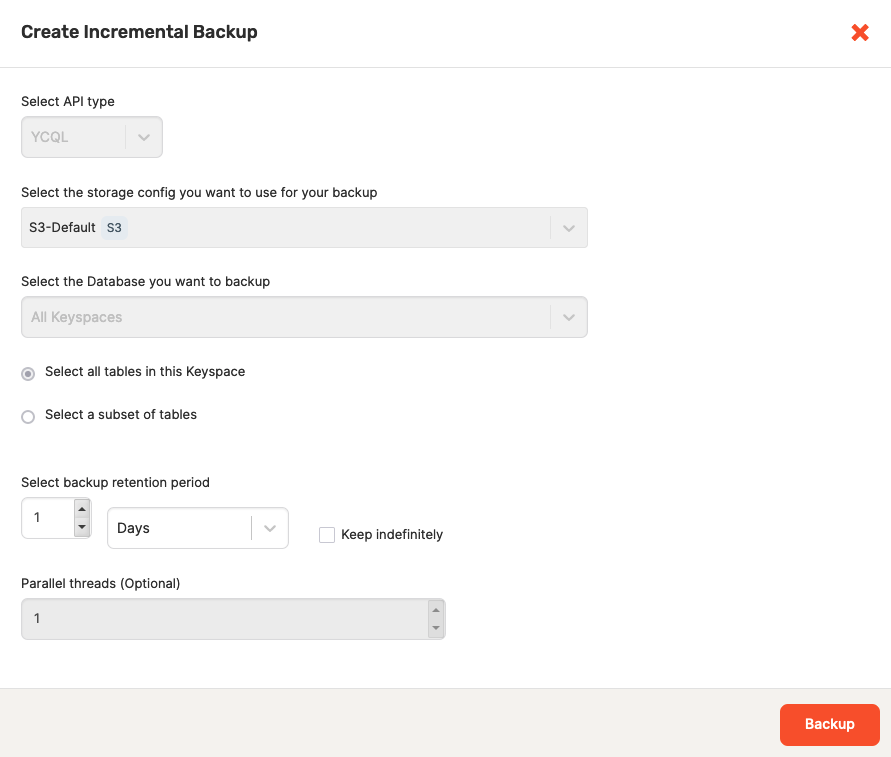 Create Incremental Backup
Select API type
YCQL
Select the storage config you want to use for your backup
S3-Default S3
Select the Database you want to backup
All Keyspaces
Select all tables in this Keyspace
Select a subset of tables
Select backup retention period
1 Days Keep indefinitely
Parallel threads (Optional)
1
Backup